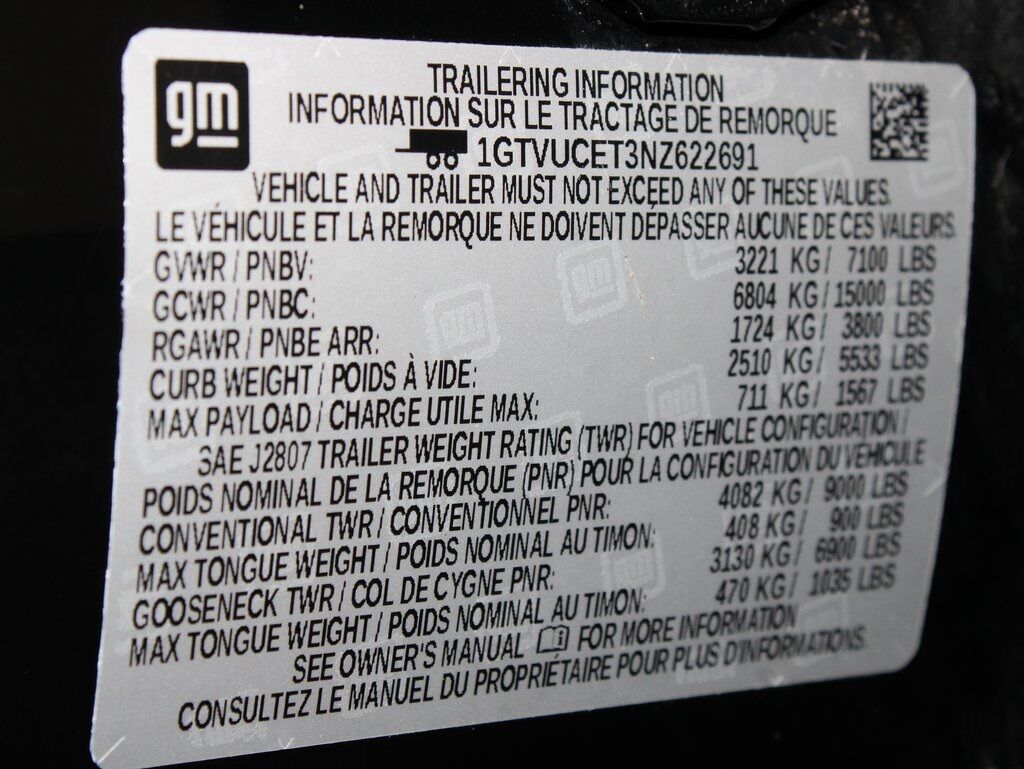 gm
TRAILERING INFORMATION
INFORMATION SUR LE TRACTAGE DE REMORQUE
1GTVUCET3NZ622691
VEHICLE AND TRAILER MUST NOT EXCEED ANY OF THESE VALUES.
LE VÉHICULE ET LA REMORQUE NE DOIVENT DÉPASSER AUCUNE DE CES VALEURS.
GVWR / PNBV: 3221 KG / 7100 LBS
GCWR / PNBC: 6804 KG / 15000 LBS
RGAWR / PNBE ARR: 1724 KG / 3800 LBS
CURB WEIGHT / POIDS À VIDE: 2510 KG / 5533 LBS
MAX PAYLOAD / CHARGE UTILE MAX: 711 KG / 1567 LBS
SAE J2807 TRAILER WEIGHT RATING (TWR) FOR VEHICLE CONFIGURATION /
POIDS NOMINAL DE LA REMORQUE (PNR) POUR LA CONFIGURATION DU VÉHICULE
CONVENTIONAL TWR / CONVENTIONNEL PNR: 4082 KG / 9000 LBS
MAX TONGUE WEIGHT / POIDS NOMINAL AU TIMON: 408 KG / 900 LBS
GOOSENECK TWR / COL DE CYGNE PNR: 3130 KG / 6900 LBS
MAX TONGUE WEIGHT / POIDS NOMINAL AU TIMON: 470 KG / 1035 LBS
SEE OWNER'S MANUAL FOR MORE INFORMATION
CONSULTEZ LE MANUEL DU PROPRIÉTAIRE POUR PLUS D'INFORMATIONS